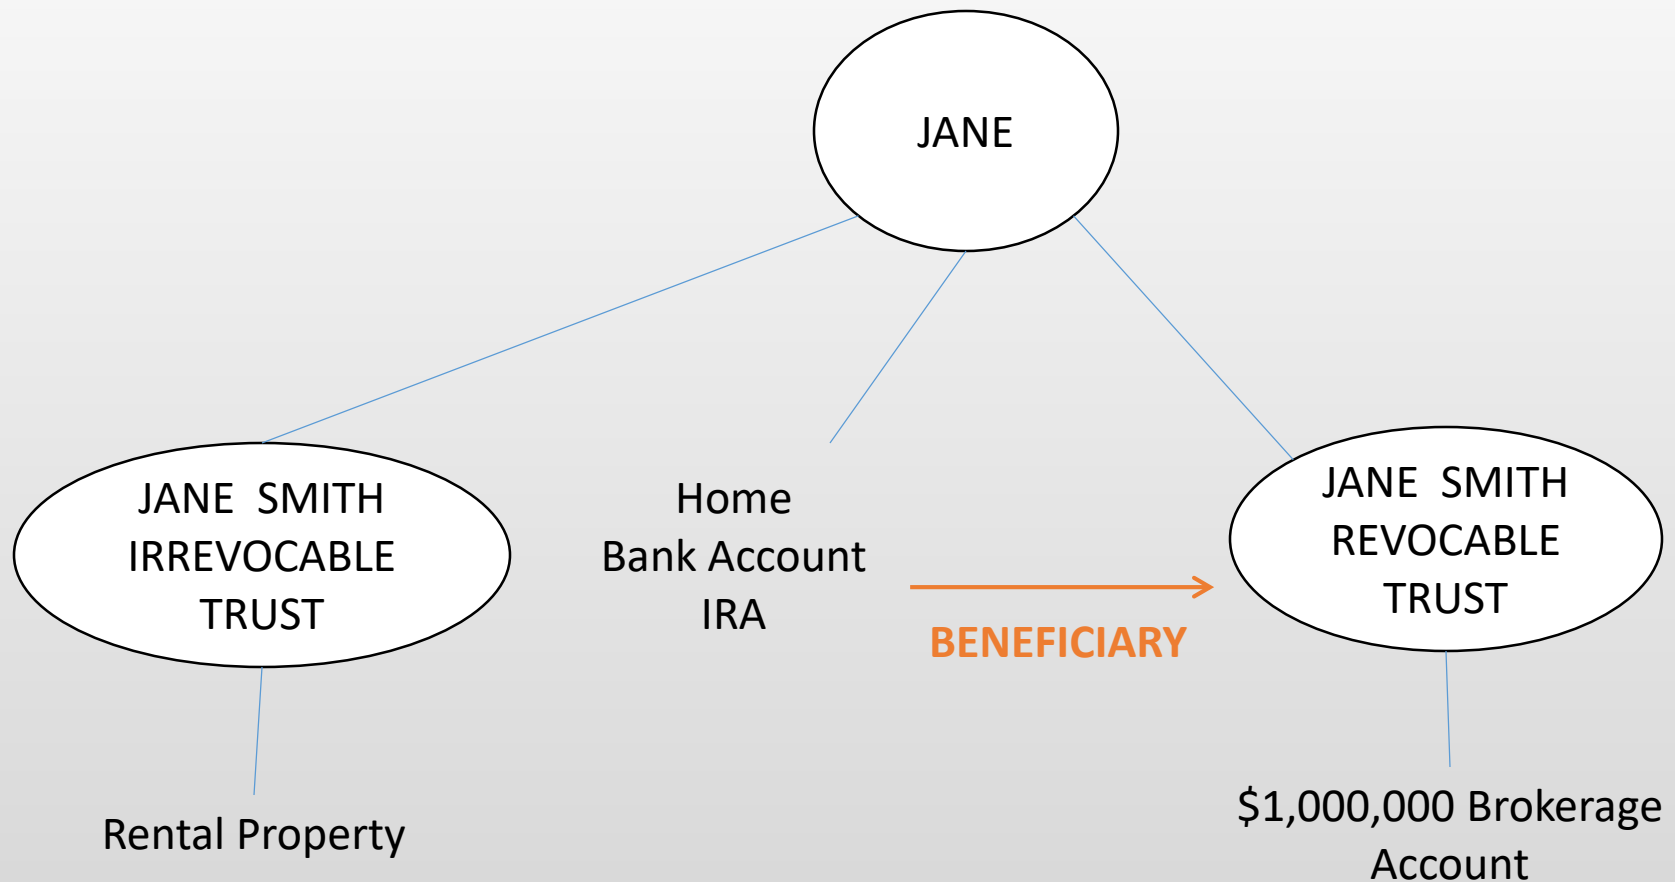 JANE
JANE SMITH
IRREVOCABLE
TRUST
Home
Bank Account
IRA
BENEFICIARY
JANE SMITH
REVOCABLE
TRUST
Rental Property
$1,000,000 Brokerage
Account